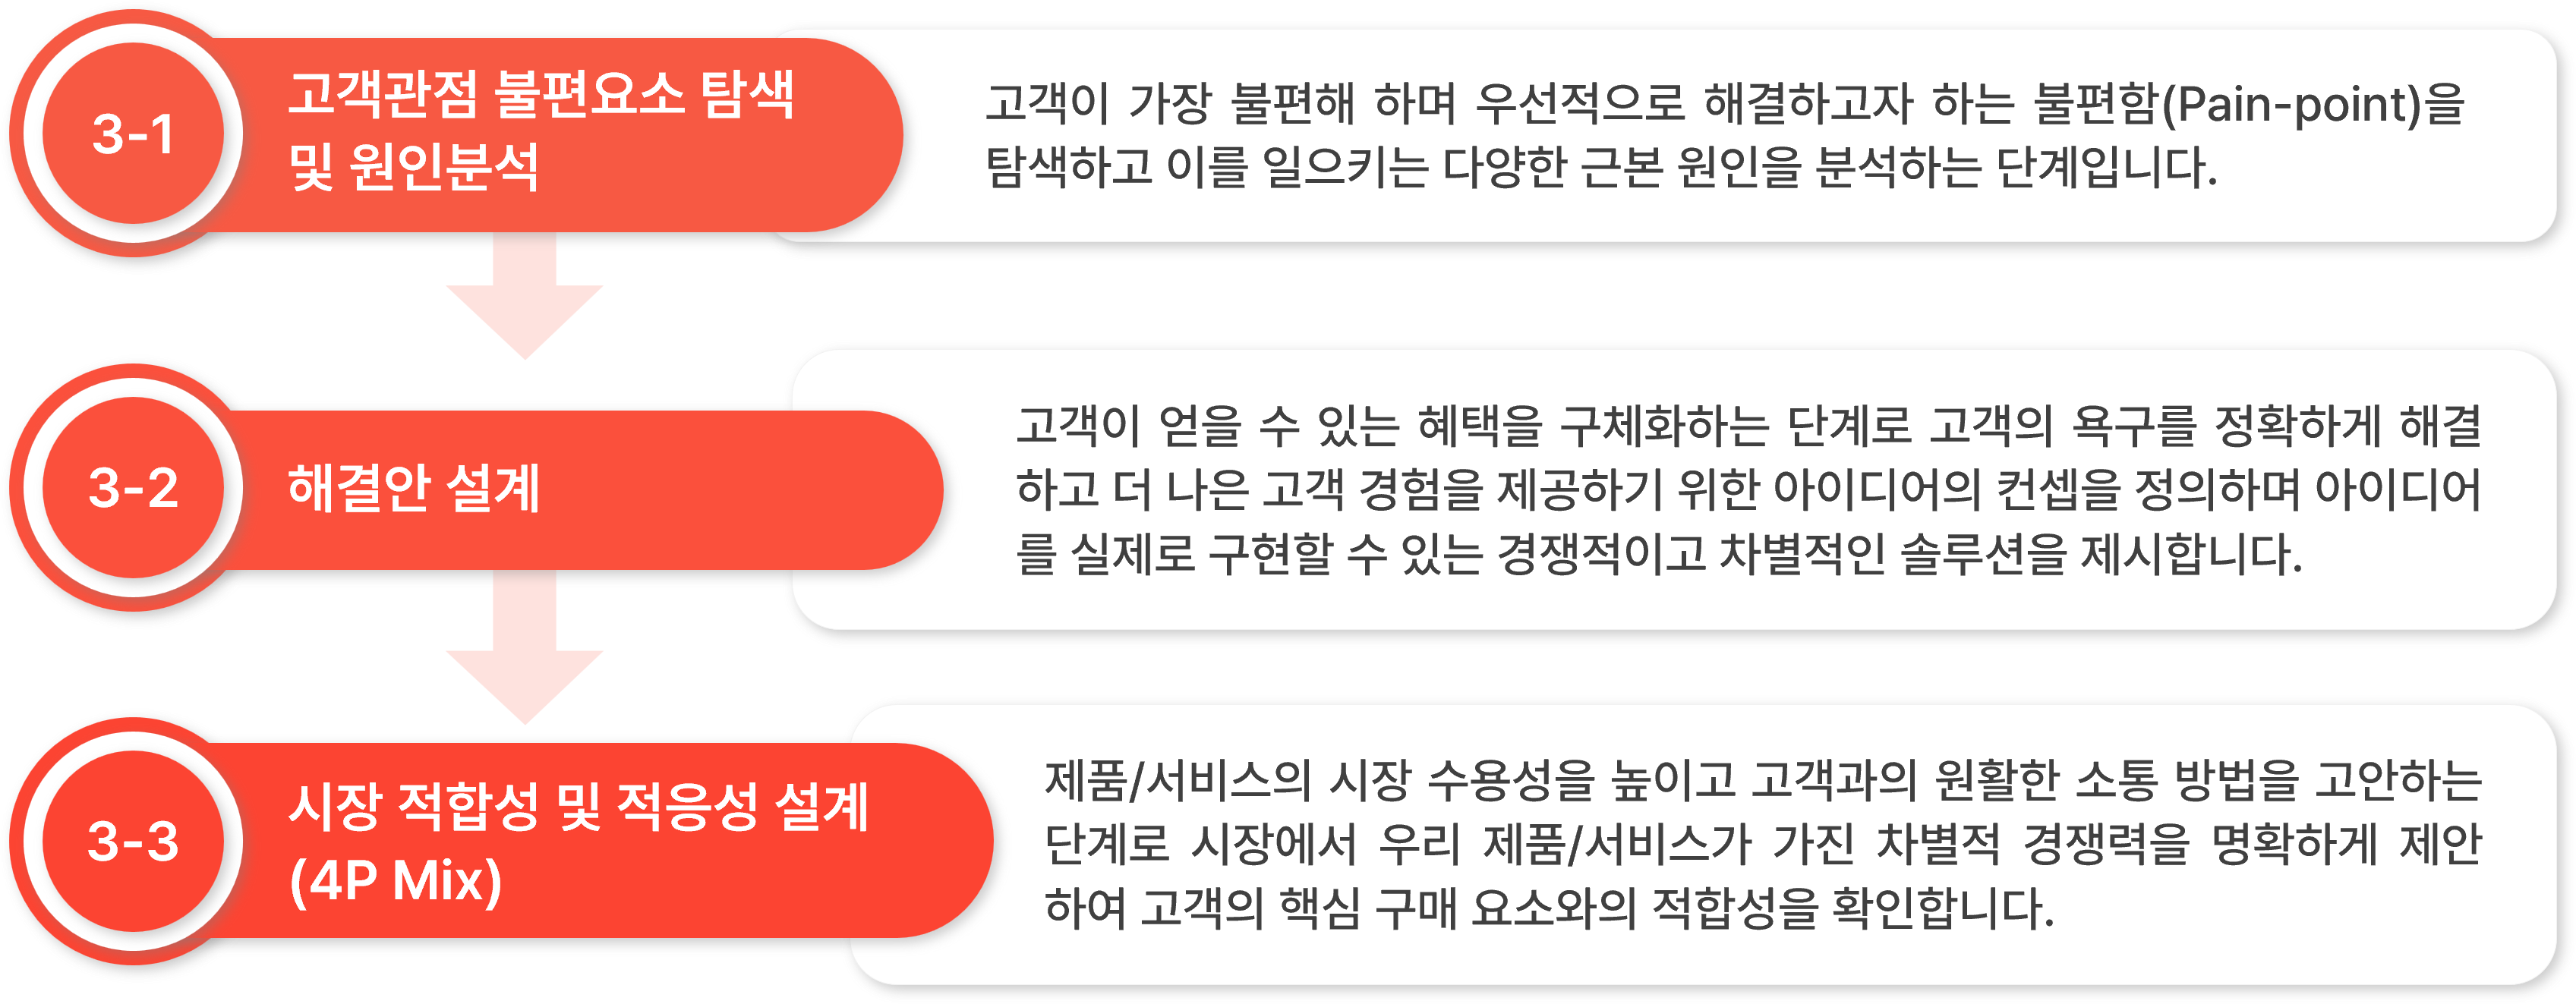 3-1
고객관점 불편요소 탐색
및 원인분석
고객이 가장 불편해 하며 우선적으로 해결하고자 하는 불편함(Pain-point)을
탐색하고 이를 일으키는 다양한 근본 원인을 분석하는 단계입니다.
3-2
해결안 설계
고객이 얻을 수 있는 혜택을 구체화하는 단계로 고객의 욕구를 정확하게 해결
하고 더 나은 고객 경험을 제공하기 위한 아이디어의 컨셉을 정의하며 아이디어
를 실제로 구현할 수 있는 경쟁적이고 차별적인 솔루션을 제시합니다.
3-3
시장 적합성 및 적응성 설계
(4P Mix)
제품/서비스의 시장 수용성을 높이고 고객과의 원활한 소통 방법을 고안하는
단계로 시장에서 우리 제품/서비스가 가진 차별적 경쟁력을 명확하게 제안
하여 고객의 핵심 구매 요소와의 적합성을 확인합니다.